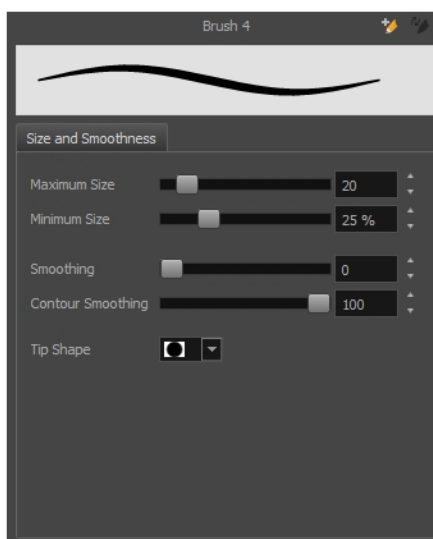 Brush 4
Size and Smoothness
Maximum Size 20
Minimum Size 25 %
Smoothing 0
Contour Smoothing 100
Tip Shape